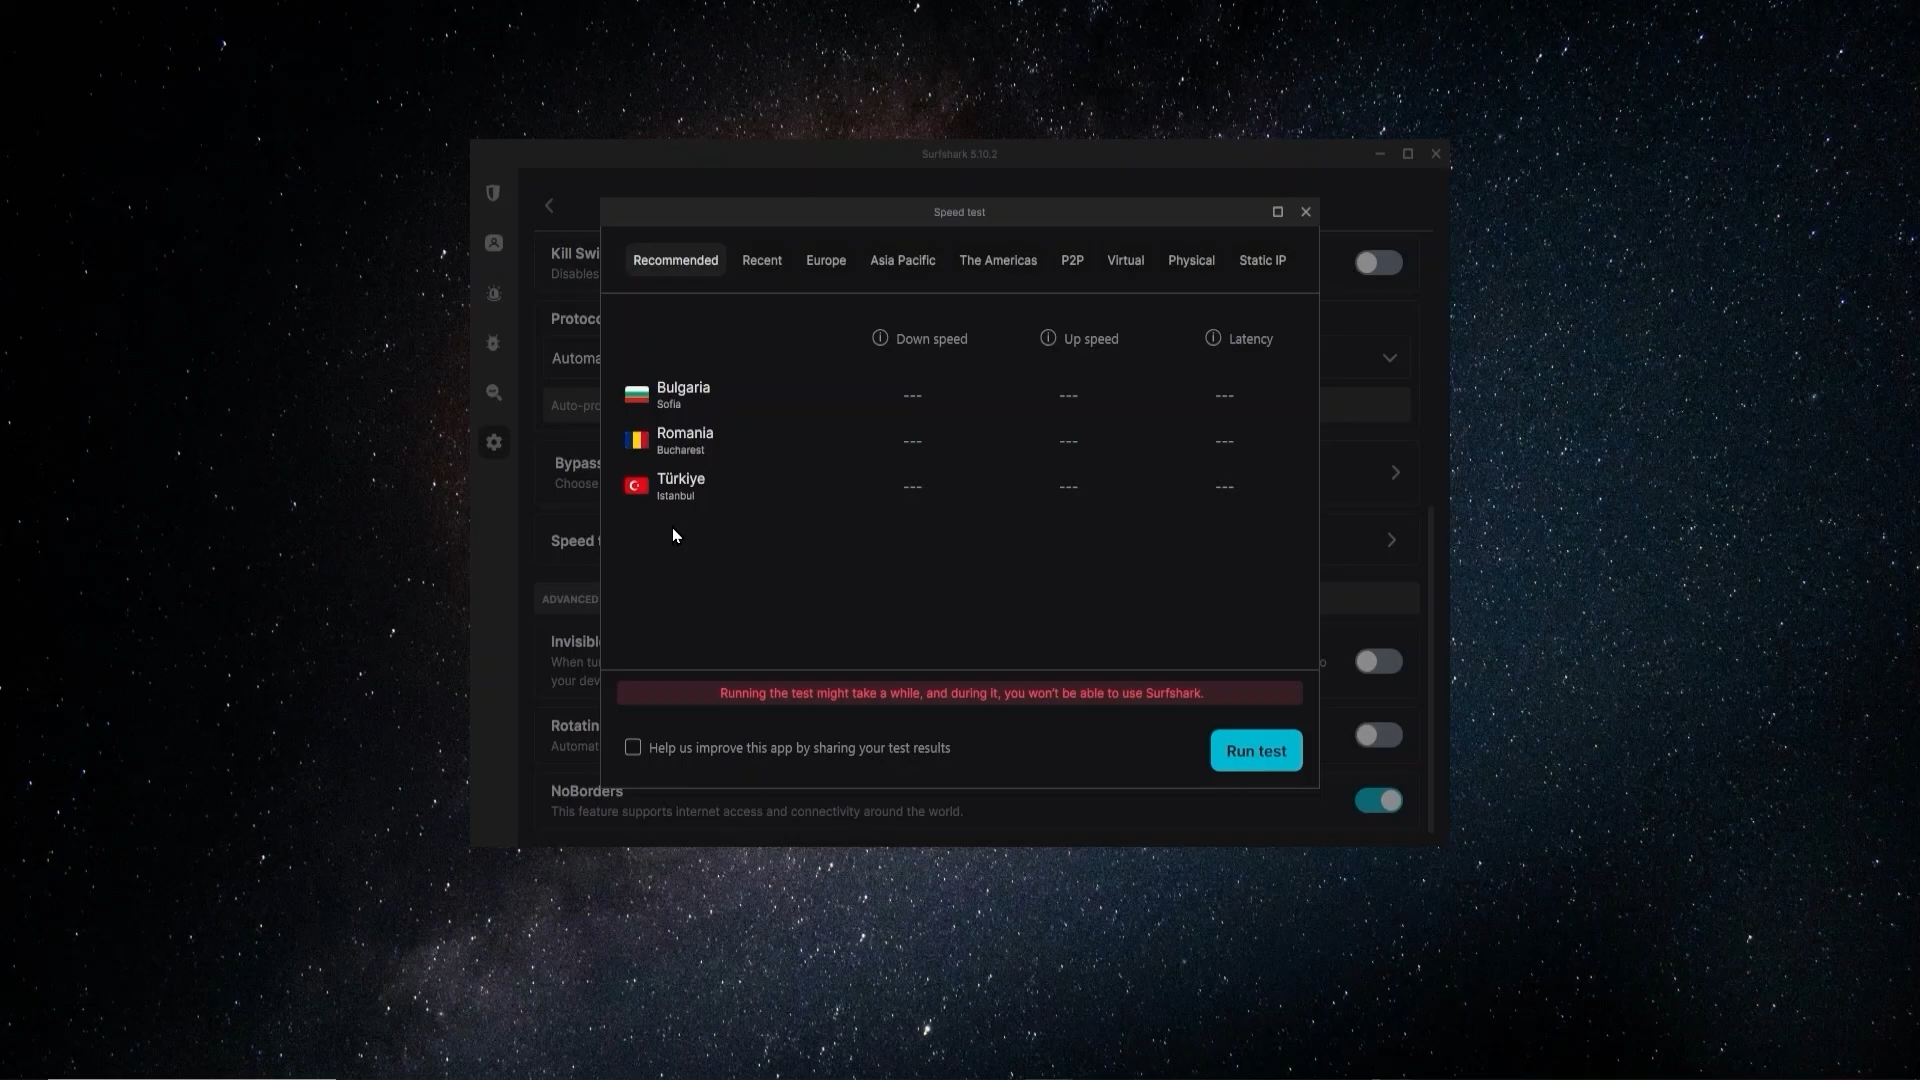 Surfshark 5.10.2
Speed test
Recommended Recent Europe Asia Pacific The Americas P2P Virtual Physical Static IP
Down speed Up speed Latency
Bulgaria
Sofia
--- --- ---
Romania
Bucharest
--- --- ---
Türkiye
Istanbul
--- --- ---
Running the test might take a while, and during it, you won't be able to use Surfshark.
Help us improve this app by sharing your test results
Run test
Kill Swi
Disables
Protoco
Automa
Auto-pro
Bypass
Choose
Speed t
ADVANCED
Invisibl
When tu
o
your dev
Rotatin
Automat
NoBorders
This feature supports internet access and connectivity around the world.